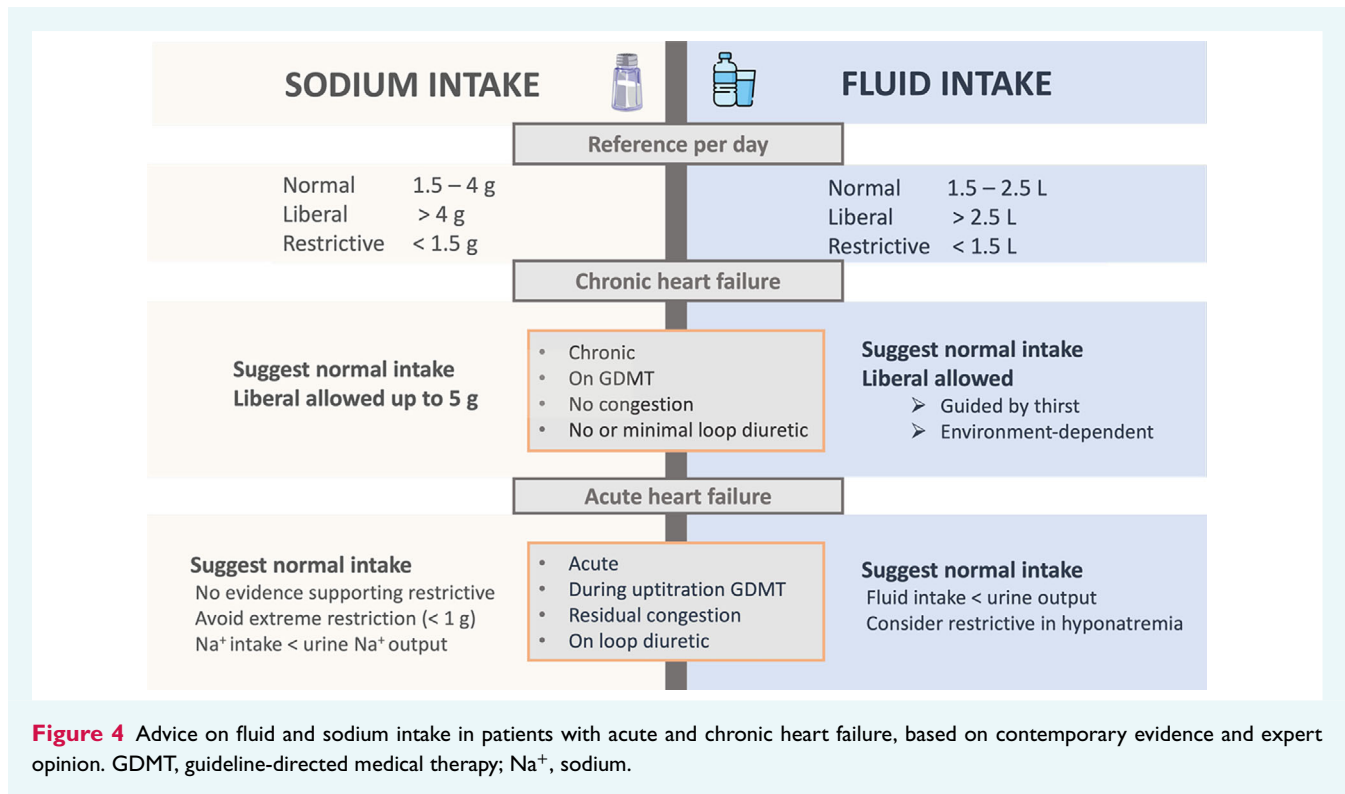 SODIUM INTAKE
FLUID INTAKE
Reference per day
Normal 1.5 – 4 g
Liberal > 4 g
Restrictive < 1.5 g
Normal 1.5 – 2.5 L
Liberal > 2.5 L
Restrictive < 1.5 L
Chronic heart failure
Suggest normal intake
Liberal allowed up to 5 g
• Chronic
• On GDMT
• No congestion
• No or minimal loop diuretic
Suggest normal intake
Liberal allowed
➢ Guided by thirst
➢ Environment-dependent
Acute heart failure
Suggest normal intake
No evidence supporting restrictive
Avoid extreme restriction (< 1 g)
Na⁺ intake < urine Na⁺ output
• Acute
• During uptitration GDMT
• Residual congestion
• On loop diuretic
Suggest normal intake
Fluid intake < urine output
Consider restrictive in hyponatremia
Figure 4 Advice on fluid and sodium intake in patients with acute and chronic heart failure, based on contemporary evidence and expert
opinion. GDMT, guideline-directed medical therapy; Na⁺, sodium.